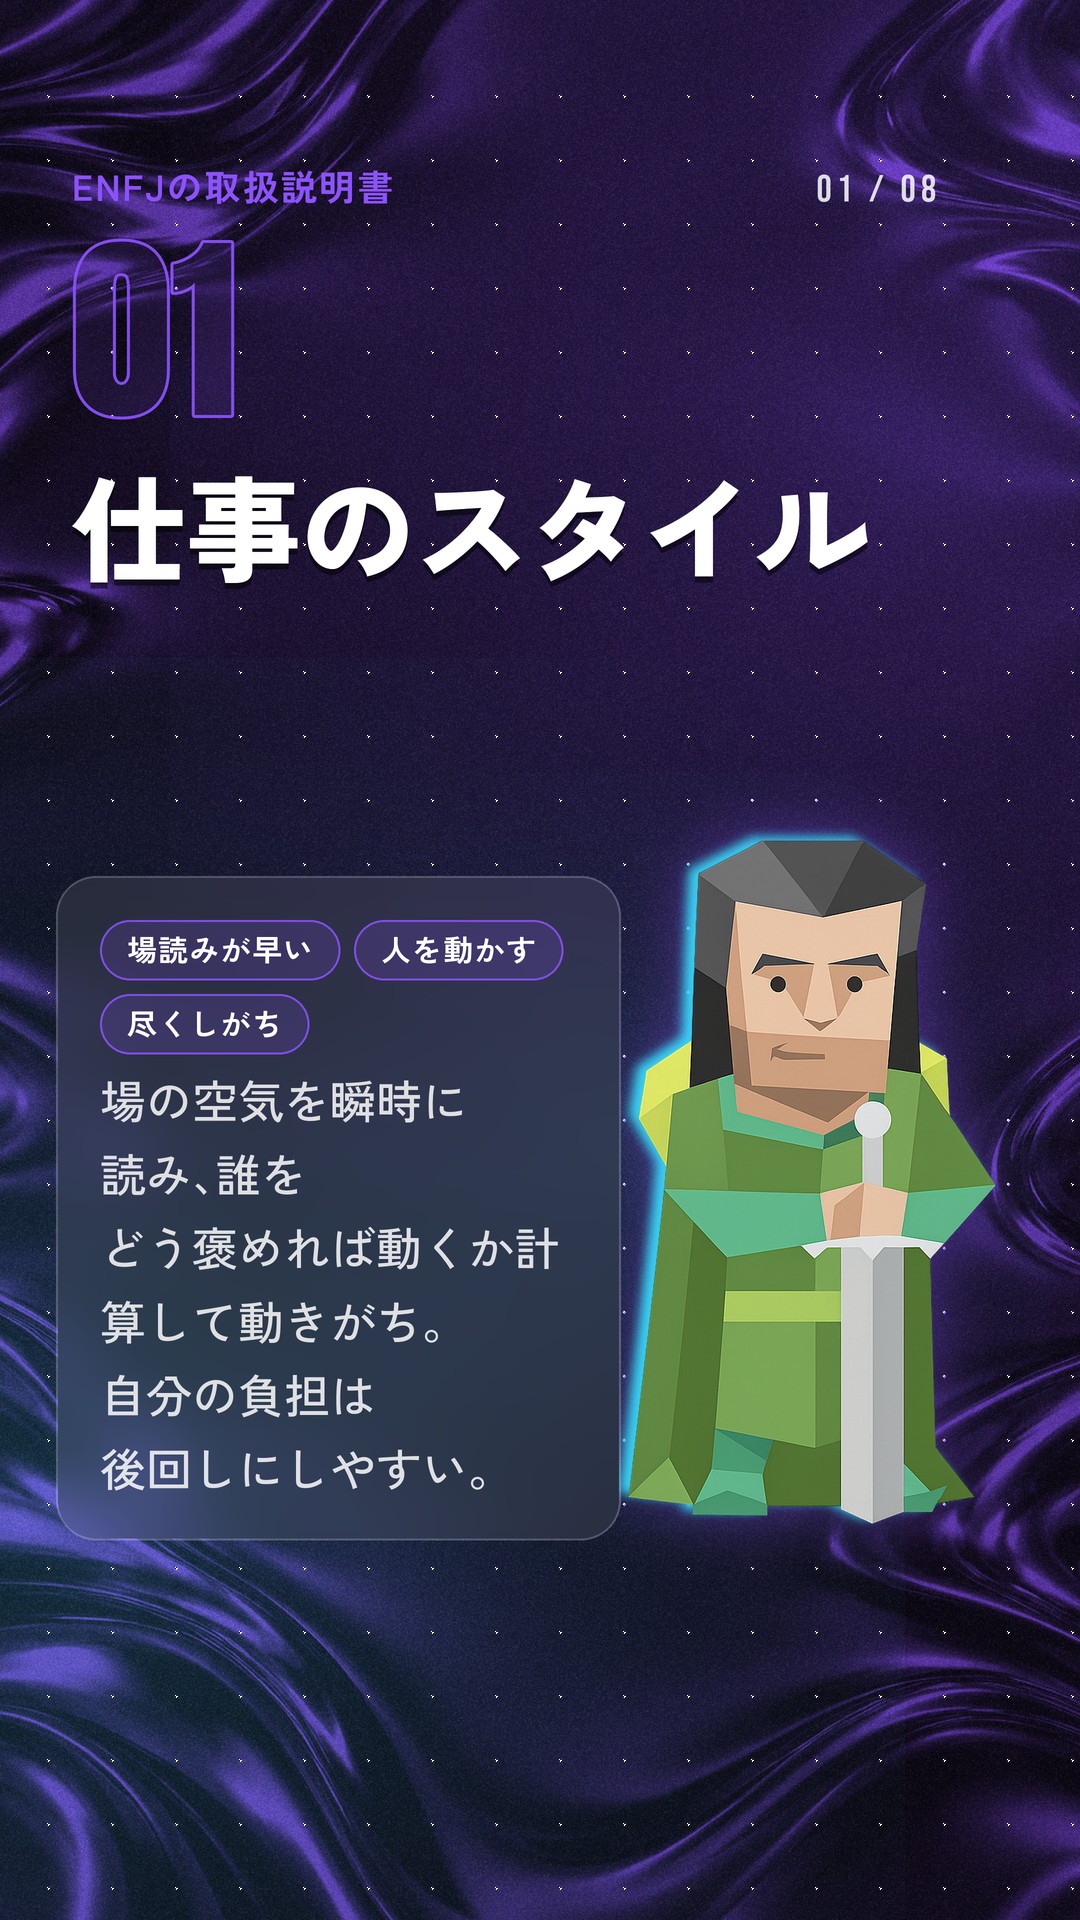 ENFJの取扱説明書
01 / 08
01
仕事のスタイル
場読みが早い
人を動かす
尽くしがち
場の空気を瞬時に
読み、誰を
どう褒めれば動くか計
算して動きがち。
自分の負担は
後回しにしやすい。